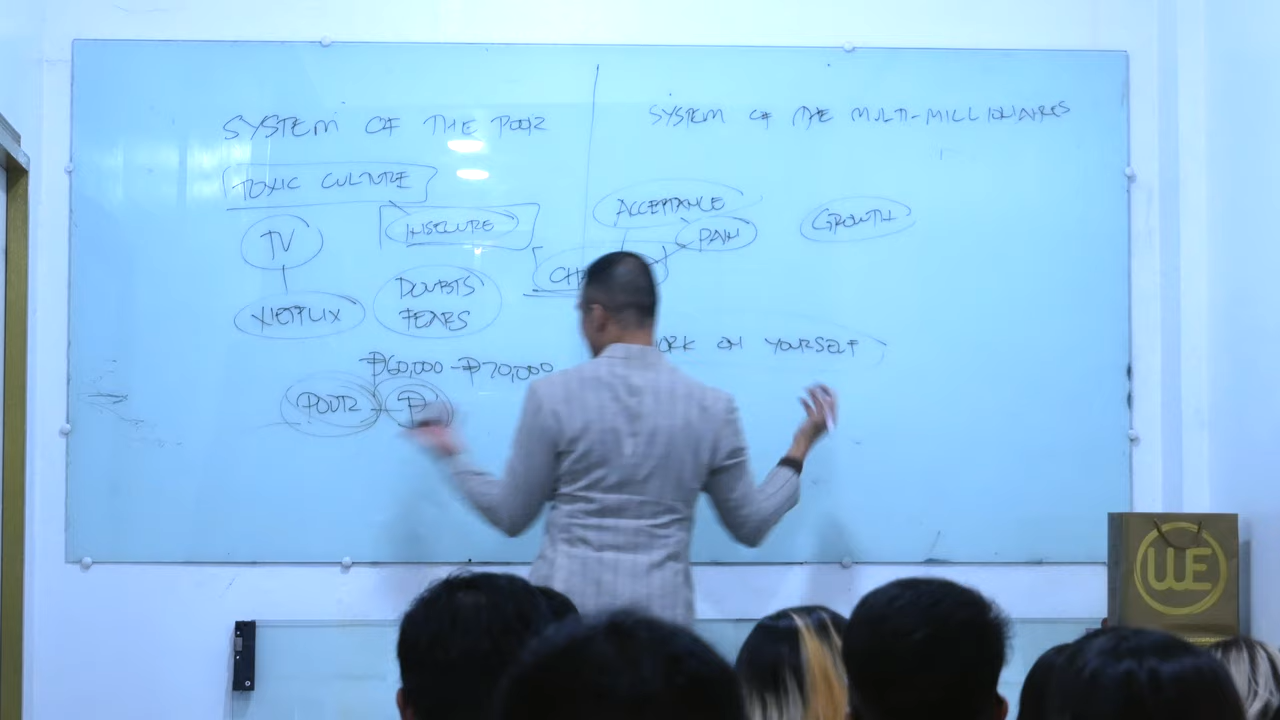 SYSTEM OF THE POOR
TOXIC CULTURE
TV
INSECURE
NETFLIX
DOUBTS
FEARS
₱60,000 - ₱70,000
POOR - ₱
SYSTEM OF THE MULTI-MILLIONAIRES
ACCEPTANCE
PAIN
GROWTH
CH
ORK ON YOURSELF
WE